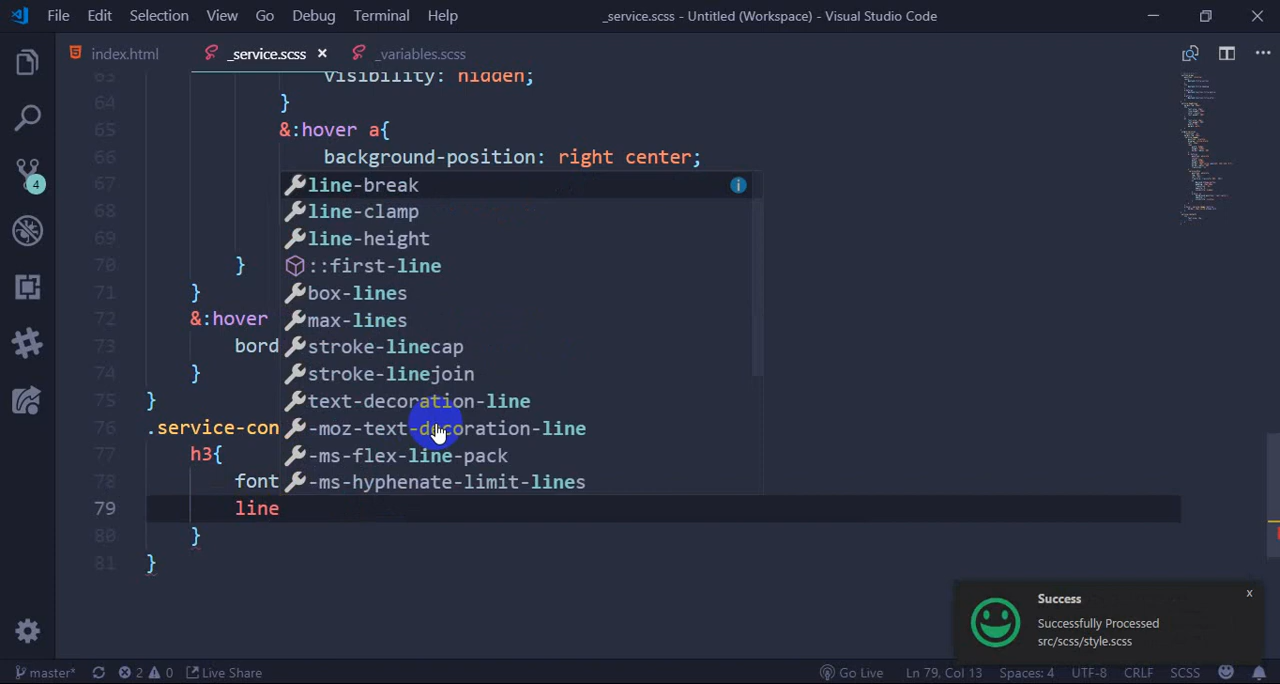 File Edit Selection View Go Debug Terminal Help _service.scss - Untitled (Workspace) - Visual Studio Code
index.html _service.scss × _variables.scss
63 visibility: hidden;
64 }
65 &:hover a{
66 background-position: right center;
67 line-break
68 line-clamp
69 line-height
70 } ::first-line
71 } box-lines
72 &:hover max-lines
73 bord stroke-linecap
74 } stroke-linejoin
75 } text-decoration-line
76 .service-con -moz-text-decoration-line
77 h3{ -ms-flex-line-pack
78 font -ms-hyphenate-limit-lines
79 line
80 }
81 }
4
Success x
Successfully Processed
src/scss/style.scss
master* 2 0 Live Share Go Live Ln 79, Col 13 Spaces: 4 UTF-8 CRLF SCSS